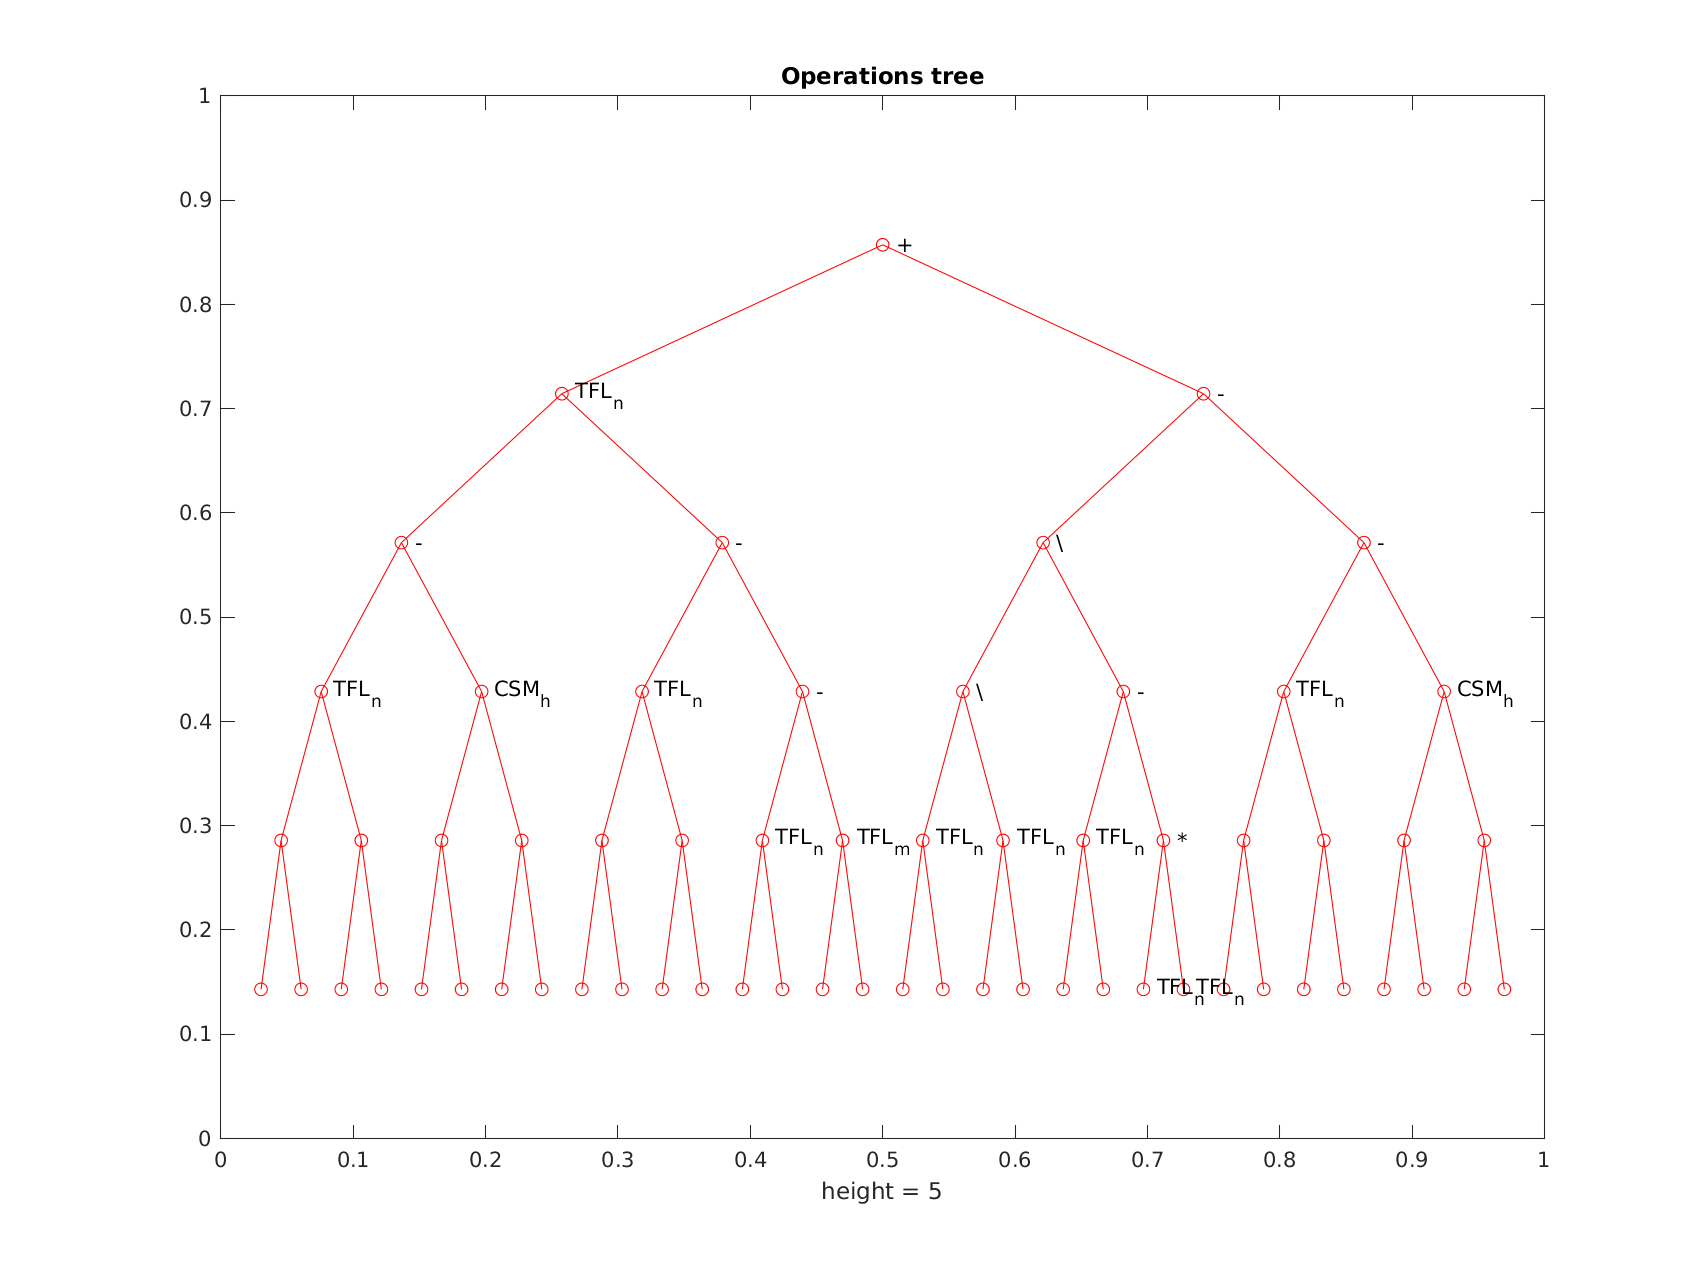 Operations tree
1
0.9
+
0.8
TFLn -
0.7
0.6
- - \ -
0.5
TFLn CSMh TFLn - \ - TFLn CSMh
0.4
0.3
TFLn TFLm TFLn TFLn TFLn *
0.2
TFLn TFLn
0.1
0
0 0.1 0.2 0.3 0.4 0.5 0.6 0.7 0.8 0.9 1
height = 5